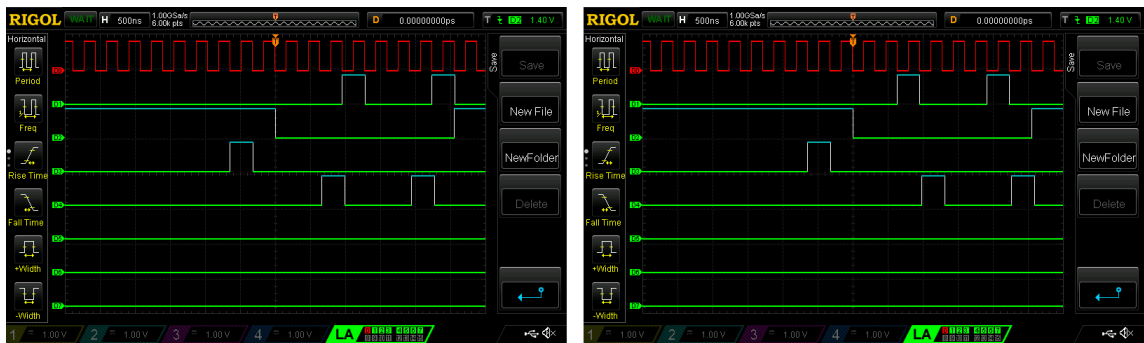 RIGOL WAIT H 500ns 1.00GSa/s 6.00k pts D 0.00000000ps T D2 1.40 V
Horizontal
Period
Freq
Rise Time
Fall Time
+Width
-Width
D0
D1
D2
D3
D4
D5
D6
D7
Save
Save
New File
NewFolder
Delete
1 = 1.00 V 2 = 1.00 V 3 = 1.00 V 4 = 1.00 V LA
RIGOL WAIT H 500ns 1.00GSa/s 6.00k pts D 0.00000000ps T D2 1.40 V
Horizontal
Period
Freq
Rise Time
Fall Time
+Width
-Width
D0
D1
D2
D3
D4
D5
D6
D7
Save
Save
New File
NewFolder
Delete
1 = 1.00 V 2 = 1.00 V 3 = 1.00 V 4 = 1.00 V LA